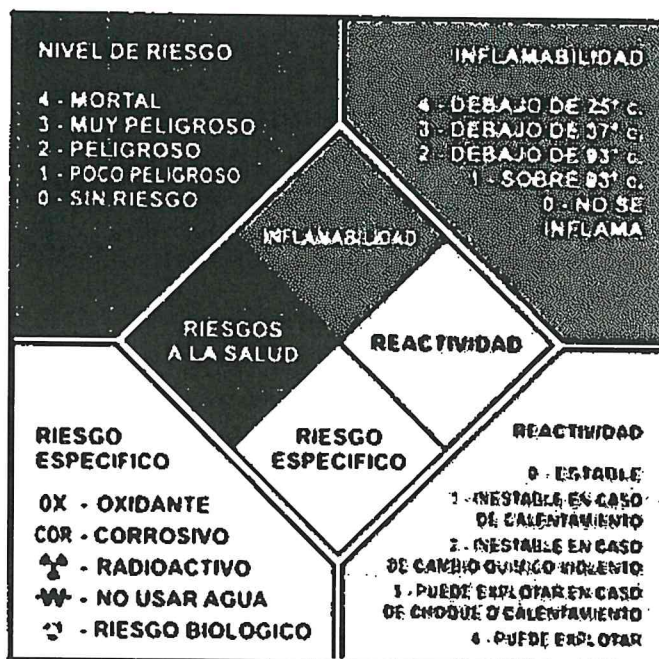 NIVEL DE RIESGO
4 - MORTAL
3 - MUY PELIGROSO
2 - PELIGROSO
1 - POCO PELIGROSO
0 - SIN RIESGO
INFLAMABILIDAD
4 - DEBAJO DE 25° c.
3 - DEBAJO DE 37° c.
2 - DEBAJO DE 93° c.
1 - SOBRE 93° c.
0 - NO SE
INFLAMA
INFLAMABILIDAD
RIESGOS
A LA SALUD
REACTIVIDAD
RIESGO
ESPECIFICO
RIESGO
ESPECIFICO
OX - OXIDANTE
COR - CORROSIVO
- RADIOACTIVO
W - NO USAR AGUA
- RIESGO BIOLOGICO
REACTIVIDAD
0 - ESTABLE
1 - INESTABLE EN CASO
DE CALENTAMIENTO
2 - INESTABLE EN CASO
DE CAMBIO QUIMICO VIOLENTO
3 - PUEDE EXPLOTAR EN CASO
DE CHOQUE O CALENTAMIENTO
4 - PUEDE EXPLOTAR